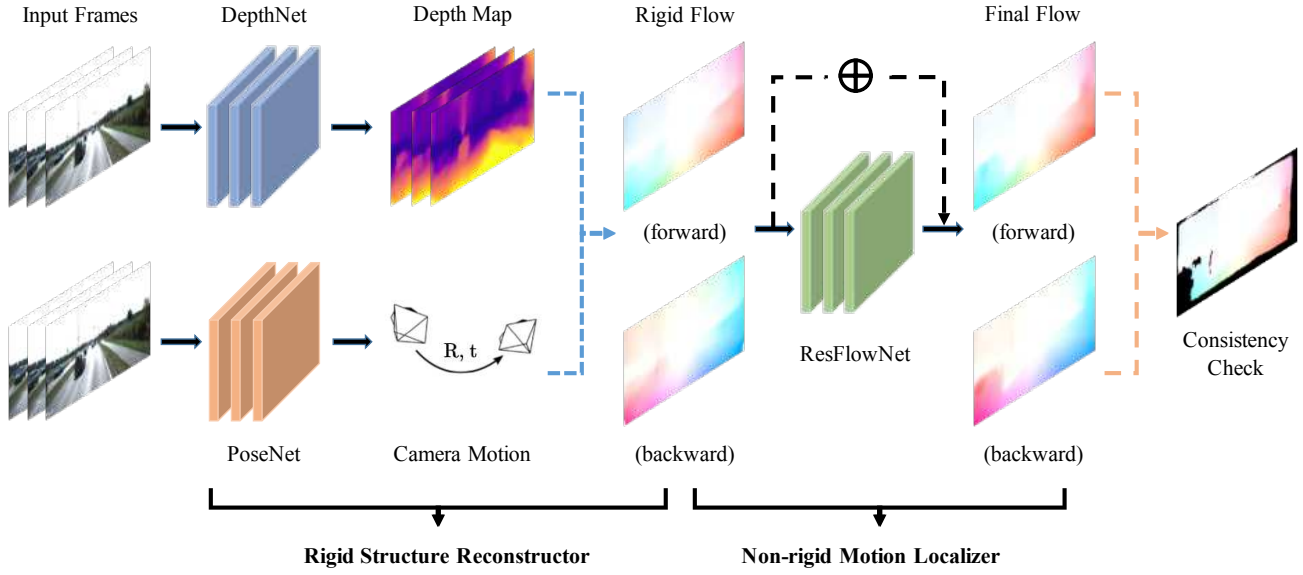 Input Frames
DepthNet
Depth Map
Rigid Flow
Final Flow
(forward)
(forward)
R, t
ResFlowNet
Consistency
Check
PoseNet
Camera Motion
(backward)
(backward)
Rigid Structure Reconstructor
Non-rigid Motion Localizer